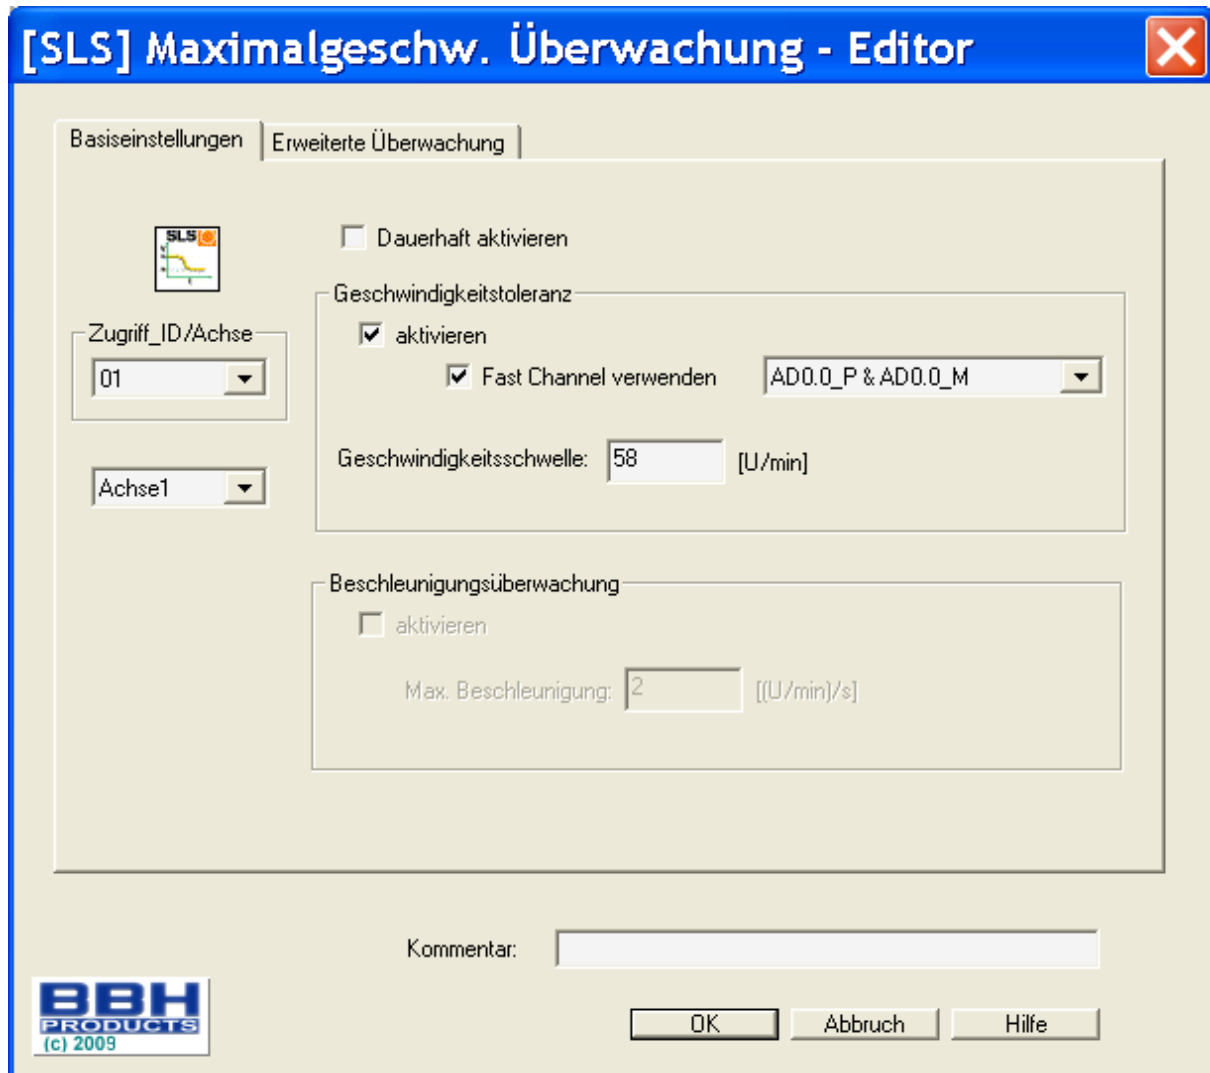 [SLS] Maximalgeschw. Überwachung - Editor
Basiseinstellungen
Erweiterte Überwachung
SLS
Dauerhaft aktivieren
Geschwindigkeitstoleranz
Zugriff_ID/Achse
aktivieren
01
Fast Channel verwenden
AD0.0_P & AD0.0_M
Geschwindigkeitsschwelle:
58
[U/min]
Achse1
Beschleunigungsüberwachung
aktivieren
Max. Beschleunigung:
2
[(U/min)/s]
Kommentar:
BBH
PRODUCTS
(c) 2009
OK
Abbruch
Hilfe